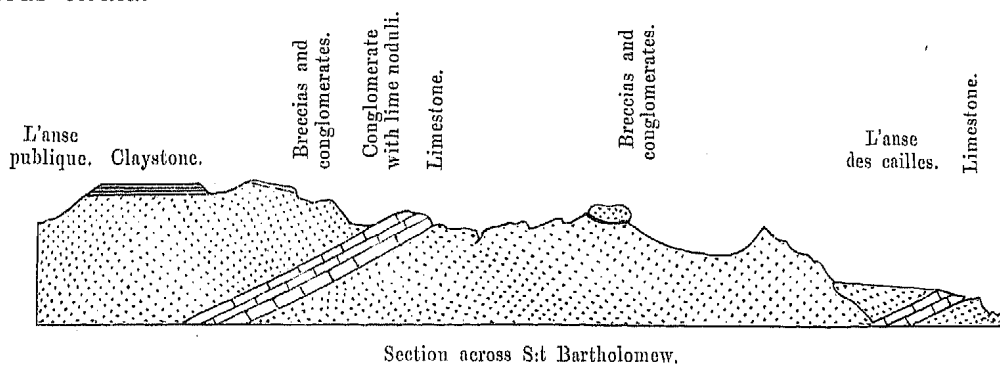 L'anse
publique.
Claystone.
Breccias and
conglomerates.
Conglomerate
with lime noduli.
Limestone.
Breccias and
conglomerates.
L'anse
des cailles.
Limestone.
Section across S:t Bartholomew.